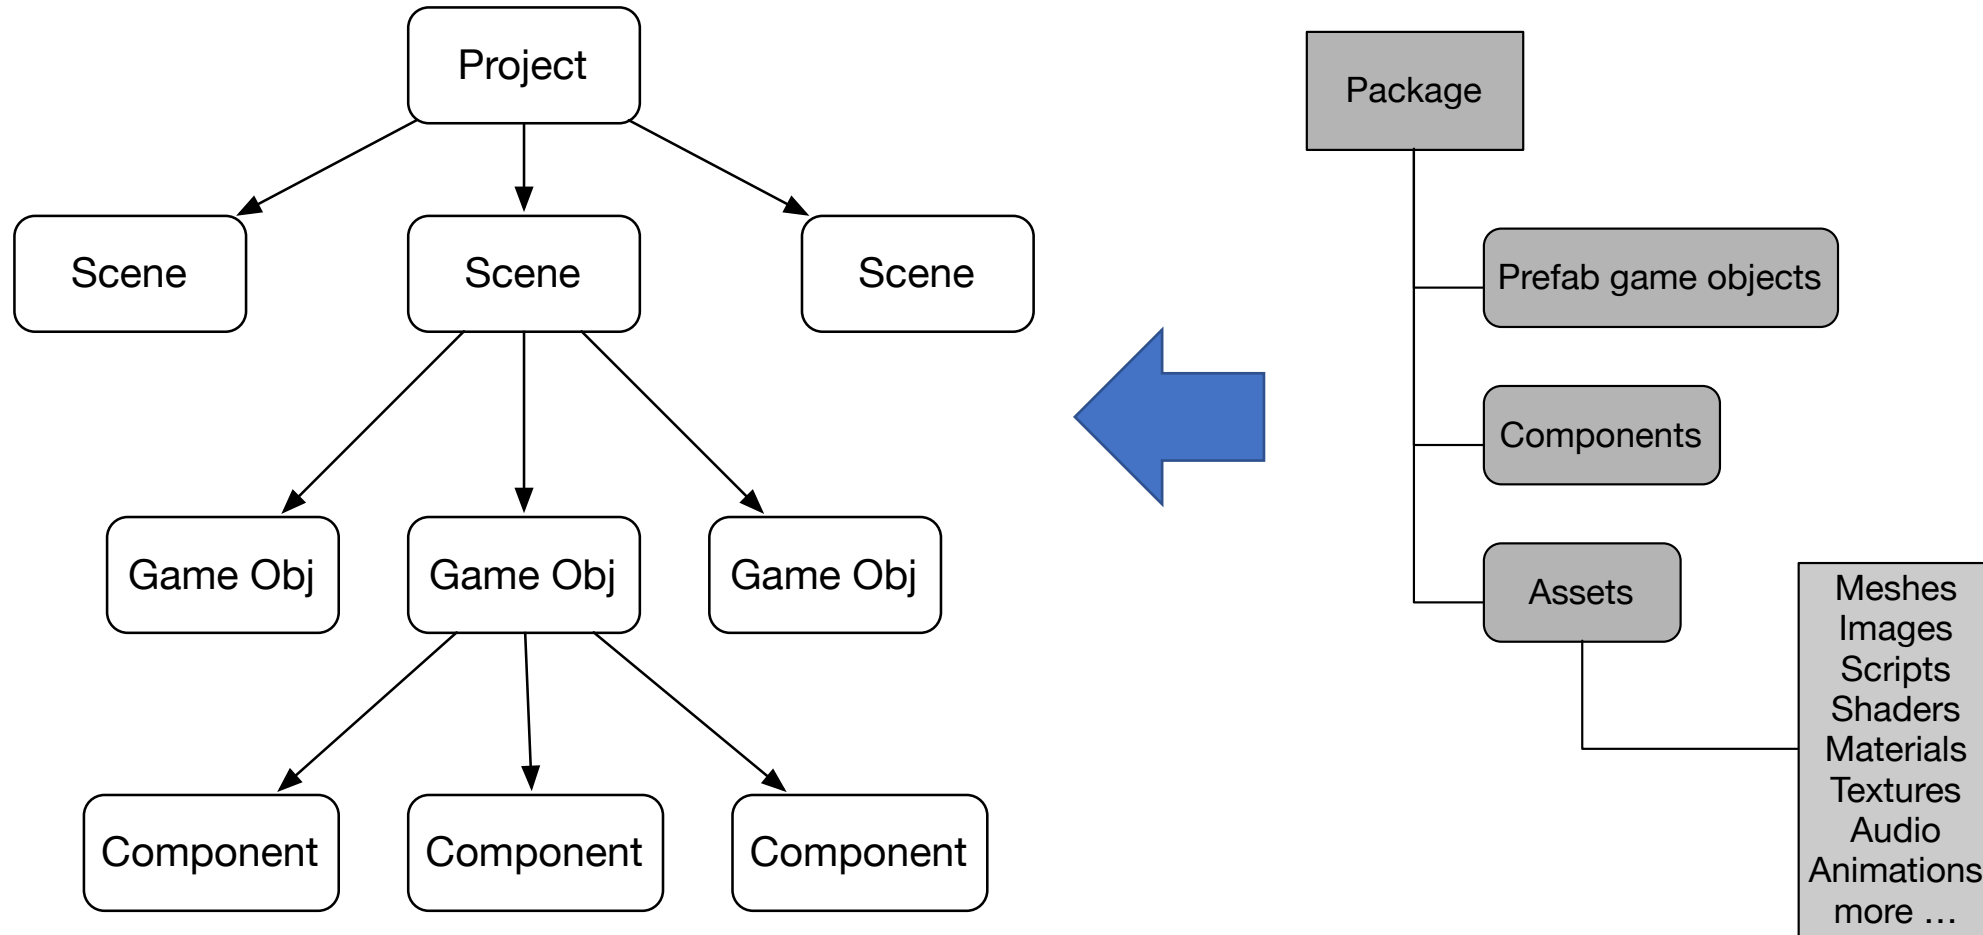 Project
Scene
Scene
Scene
Game Obj
Game Obj
Game Obj
Component
Component
Component
Package
Prefab game objects
Components
Assets
Meshes
Images
Scripts
Shaders
Materials
Textures
Audio
Animations
more …